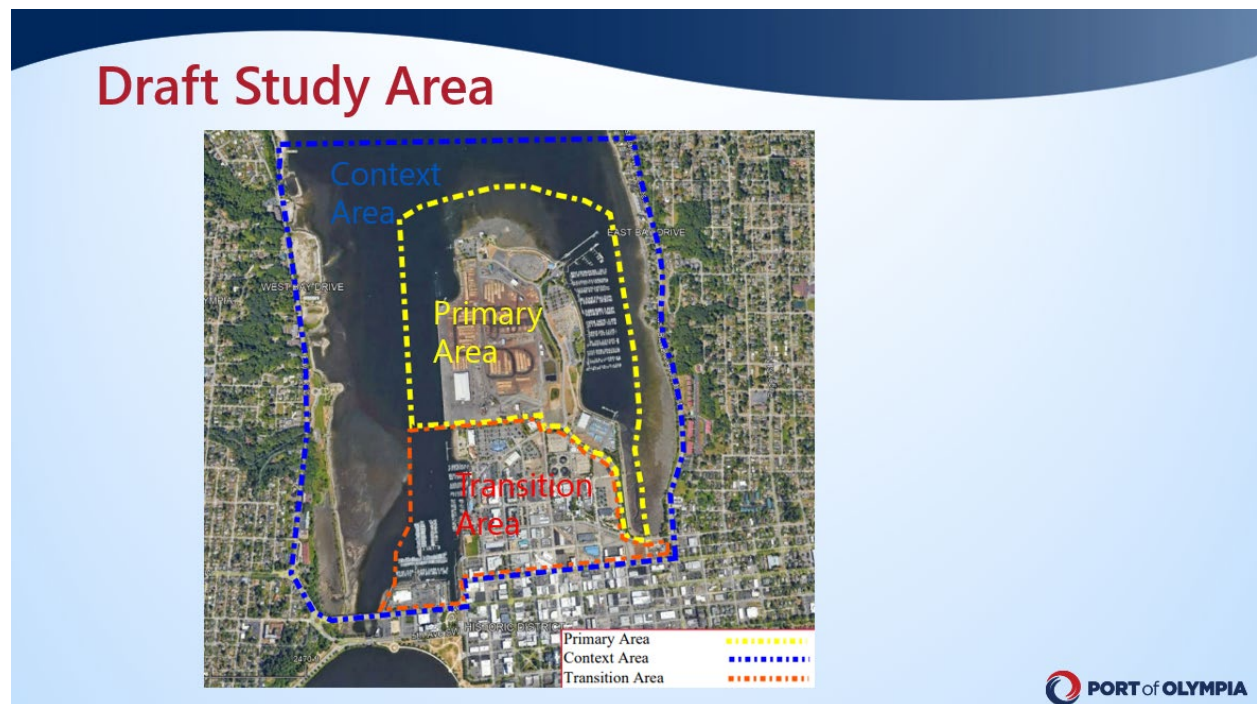 Draft Study Area
Context
Area
EAST BAY DRIVE
WEST BAY DRIVE
Primary
Area
Transition
Area
HISTORIC DISTRICT
Primary Area
Context Area
Transition Area
PORT of OLYMPIA